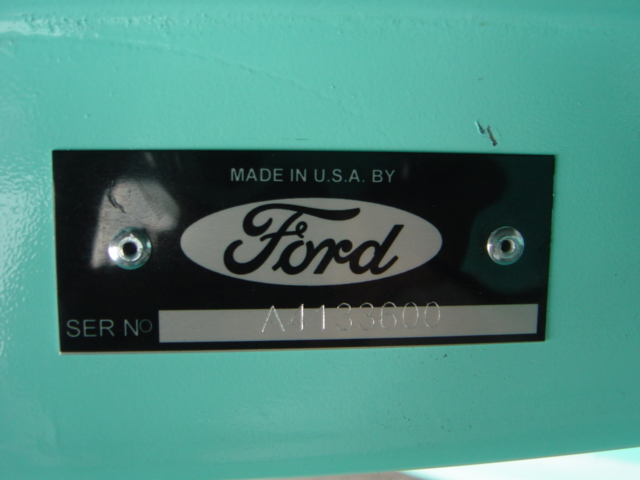 MADE IN U.S.A. BY
Ford
SER NO A4133600